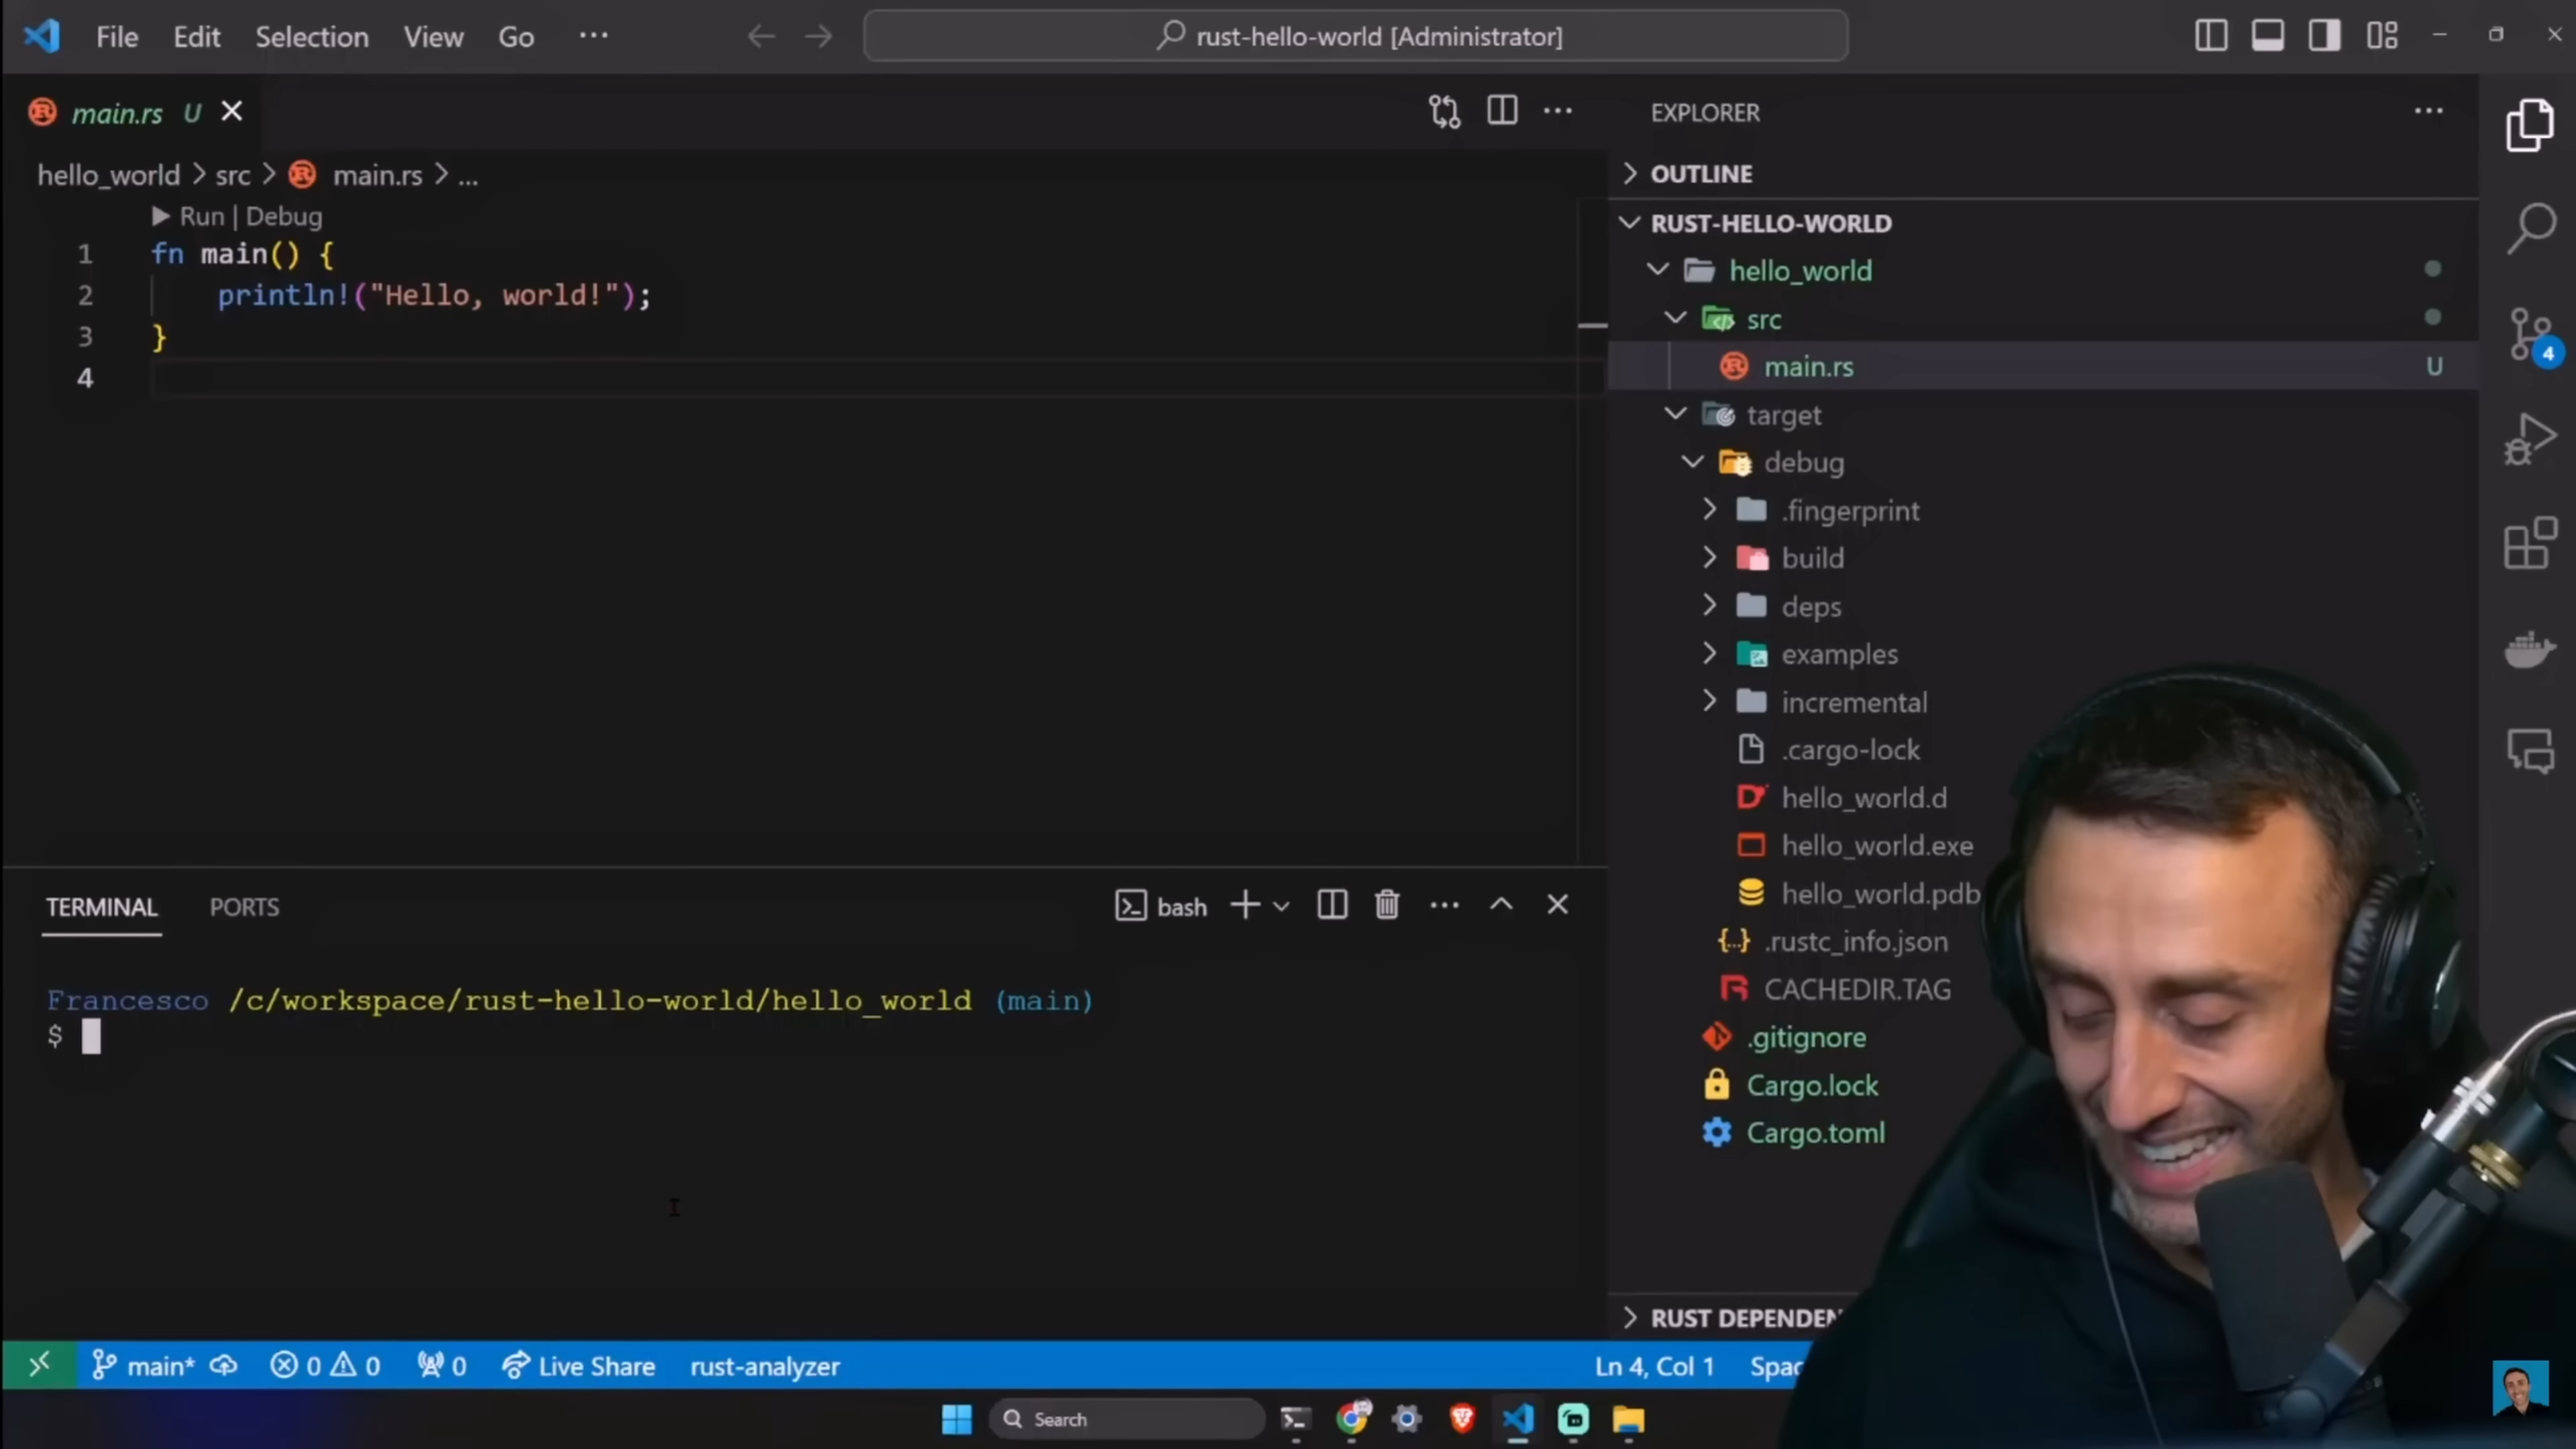 File Edit Selection View Go ...
rust-hello-world [Administrator]
main.rs U
hello_world > src > main.rs > ...
Run | Debug
1 fn main() {
2 println!("Hello, world!");
3 }
4
EXPLORER
OUTLINE
RUST-HELLO-WORLD
hello_world
src
main.rs U
target
debug
.fingerprint
build
deps
examples
incremental
.cargo-lock
hello_world.d
hello_world.exe
hello_world.pdb
.rustc_info.json
CACHEDIR.TAG
.gitignore
Cargo.lock
Cargo.toml
RUST DEPENDEN
4
TERMINAL PORTS
bash
Francesco /c/workspace/rust-hello-world/hello_world (main)
$
main* 0 0 0 Live Share rust-analyzer
Ln 4, Col 1 Spac
Search